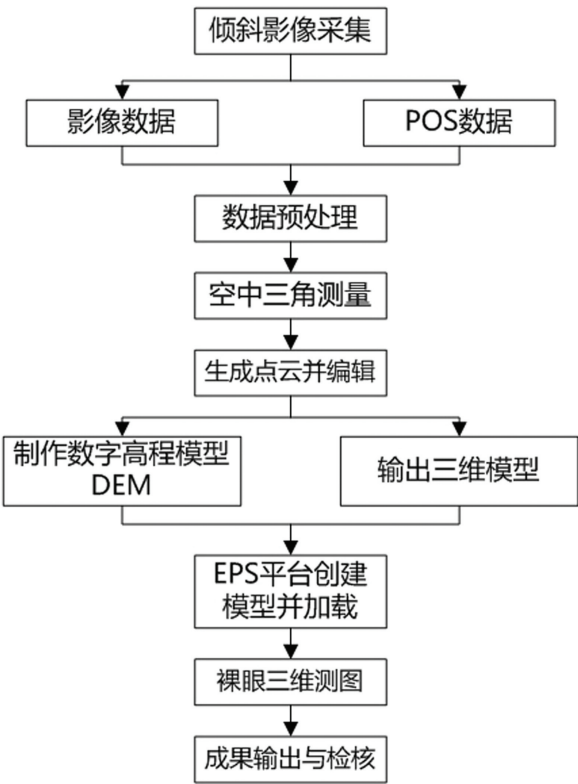 倾斜影像采集
影像数据
POS数据
数据预处理
空中三角测量
生成点云并编辑
制作数字高程模型
DEM
输出三维模型
EPS平台创建
模型并加载
裸眼三维测图
成果输出与检核